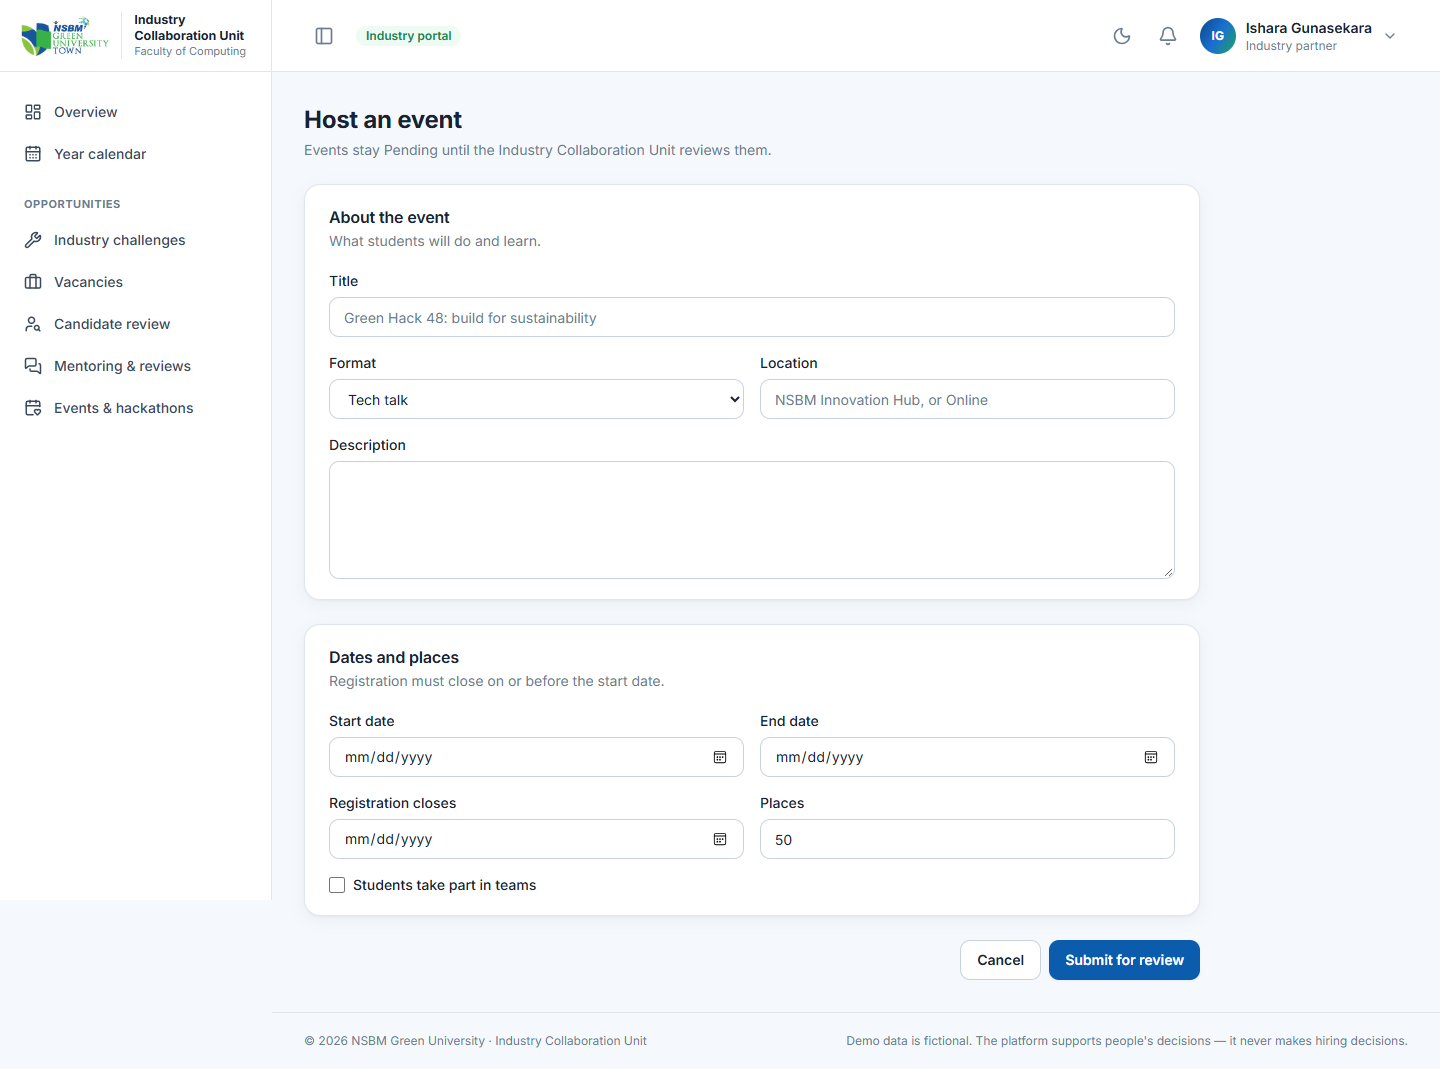 NSBM
GREEN
UNIVERSITY
TOWN
Industry
Collaboration Unit
Faculty of Computing
Industry portal
IG
Ishara Gunasekara
Industry partner
Overview
Year calendar
OPPORTUNITIES
Industry challenges
Vacancies
Candidate review
Mentoring & reviews
Events & hackathons
Host an event
Events stay Pending until the Industry Collaboration Unit reviews them.
About the event
What students will do and learn.
Title
Green Hack 48: build for sustainability
Format
Location
Tech talk
NSBM Innovation Hub, or Online
Description
Dates and places
Registration must close on or before the start date.
Start date
End date
mm/dd/yyyy
mm/dd/yyyy
Registration closes
Places
mm/dd/yyyy
50
Students take part in teams
Cancel
Submit for review
© 2026 NSBM Green University · Industry Collaboration Unit
Demo data is fictional. The platform supports people's decisions — it never makes hiring decisions.